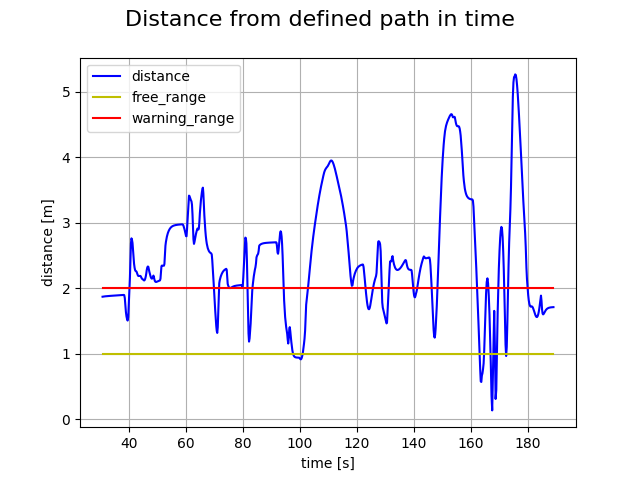 Distance from defined path in time
distance
free_range
warning_range
distance [m]
5
4
3
2
1
0
40 60 80 100 120 140 160 180
time [s]